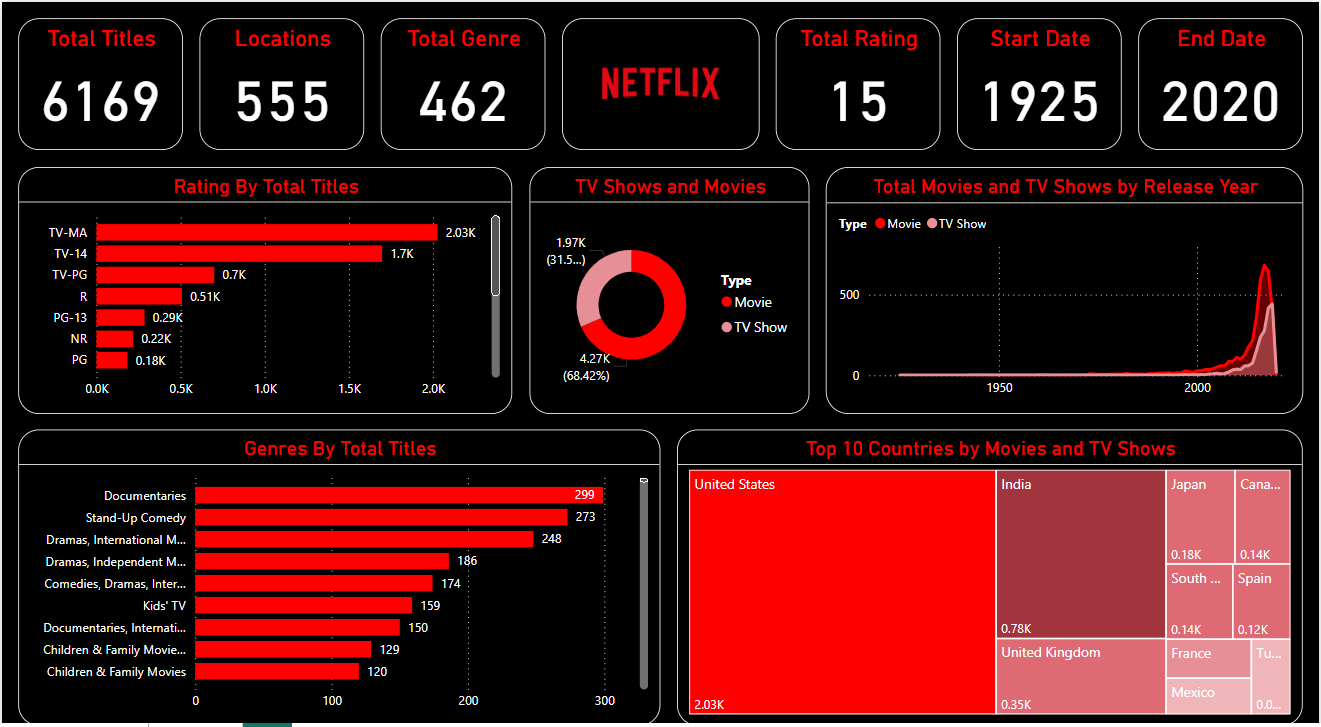 Total Titles
6169
Locations
555
Total Genre
462
NETFLIX
Total Rating
15
Start Date
1925
End Date
2020
Rating By Total Titles
TV-MA 2.03K
TV-14 1.7K
TV-PG 0.7K
R 0.51K
PG-13 0.29K
NR 0.22K
PG 0.18K
0.0K 0.5K 1.0K 1.5K 2.0K
TV Shows and Movies
1.97K
(31.5...)
4.27K
(68.42%)
Type
Movie
TV Show
Total Movies and TV Shows by Release Year
Type Movie TV Show
500
0
1950 2000
Genres By Total Titles
Documentaries 299
Stand-Up Comedy 273
Dramas, International M... 248
Dramas, Independent M... 186
Comedies, Dramas, Inter... 174
Kids' TV 159
Documentaries, Internati... 150
Children & Family Movie... 129
Children & Family Movies 120
0 100 200 300
Top 10 Countries by Movies and TV Shows
United States
2.03K
India
0.78K
United Kingdom
0.35K
Japan
0.18K
Cana...
0.14K
South ...
0.14K
Spain
0.12K
France
Mexico
Tu...
0.0...